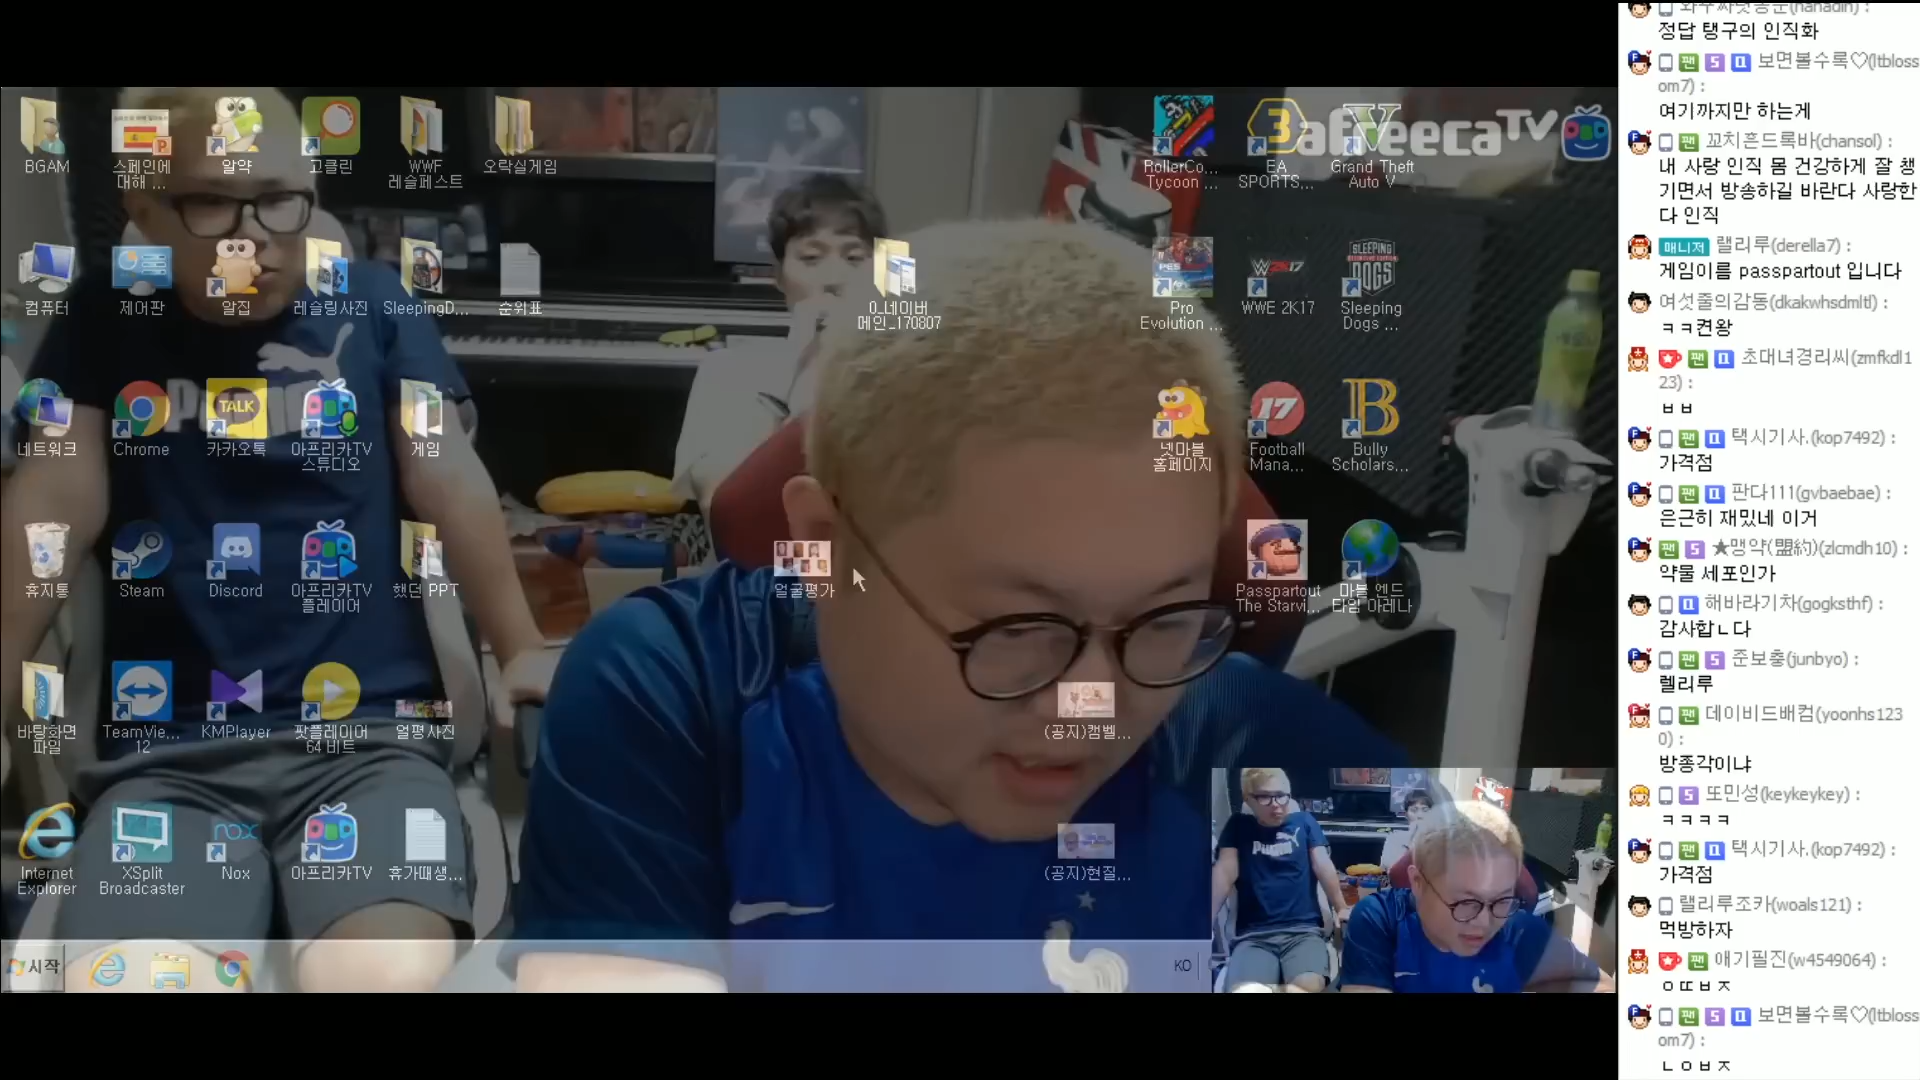 BGAM
스페인에
대해 ...
알약
고클린
WWF
레슬페스트
오락실게임
RollerCo...
Tycoon ...
EA
SPORTS...
Grand Theft
Auto V
afreecaTV
컴퓨터
제어판
알집
레슬링사진
SleepingD...
순위표
0_네이버
메인_170807
Pro
Evolution ...
WWE 2K17
Sleeping
Dogs ...
네트워크
Chrome
TALK
카카오톡
아프리카TV
스튜디오
게임
넷마블
홈페이지
Football
Mana...
Bully
Scholars...
휴지통
Steam
Discord
아프리카TV
플레이어
했던 PPT
얼굴평가
Passpartout
The Starvi...
마블 엔드
타임 아레나
바탕화면
파일
TeamVie...
12
KMPlayer
팟플레이어
64 비트
얼평사진
(공지)캠벨...
Internet
Explorer
XSplit
Broadcaster
Nox
아프리카TV
휴가때생...
(공지)현질...
시작
KO
정답 탱구의 인직화
팬 S 보면볼수록♡(ltbloss
om7) :
여기까지만 하는게
팬 꼬치흔드록바(chansol) :
내 사랑 인직 몸 건강하게 잘 챙
기면서 방송하길 바란다 사랑한
다 인직
매니저 랠리루(derella7) :
게임이름 passpartout 입니다
여섯줄의감동(dkakwhsdmltl) :
ㅋㅋ켠왕
팬 초대녀경리씨(zmfkdl1
23) :
ㅂㅂ
팬 택시기사.(kop7492) :
가격점
팬 판다111(gvbaebae) :
은근히 재밌네 이거
팬 S ★맹약(盟約)(zlcmdh10) :
약물 세포인가
해바라기차(gogksthf) :
감사합ㄴ다
팬 S 준보충(junbyo) :
렐리루
팬 데이비드배컴(yoonhs123
0) :
방종각이냐
S 또민성(keykeykey) :
ㅋㅋㅋㅋ
팬 택시기사.(kop7492) :
가격점
랠리루조카(woals121) :
먹방하자
팬 애기필진(w4549064) :
ㅇㄸㅂㅈ
팬 S 보면볼수록♡(ltbloss
om7) :
ㄴㅇㅂㅈ